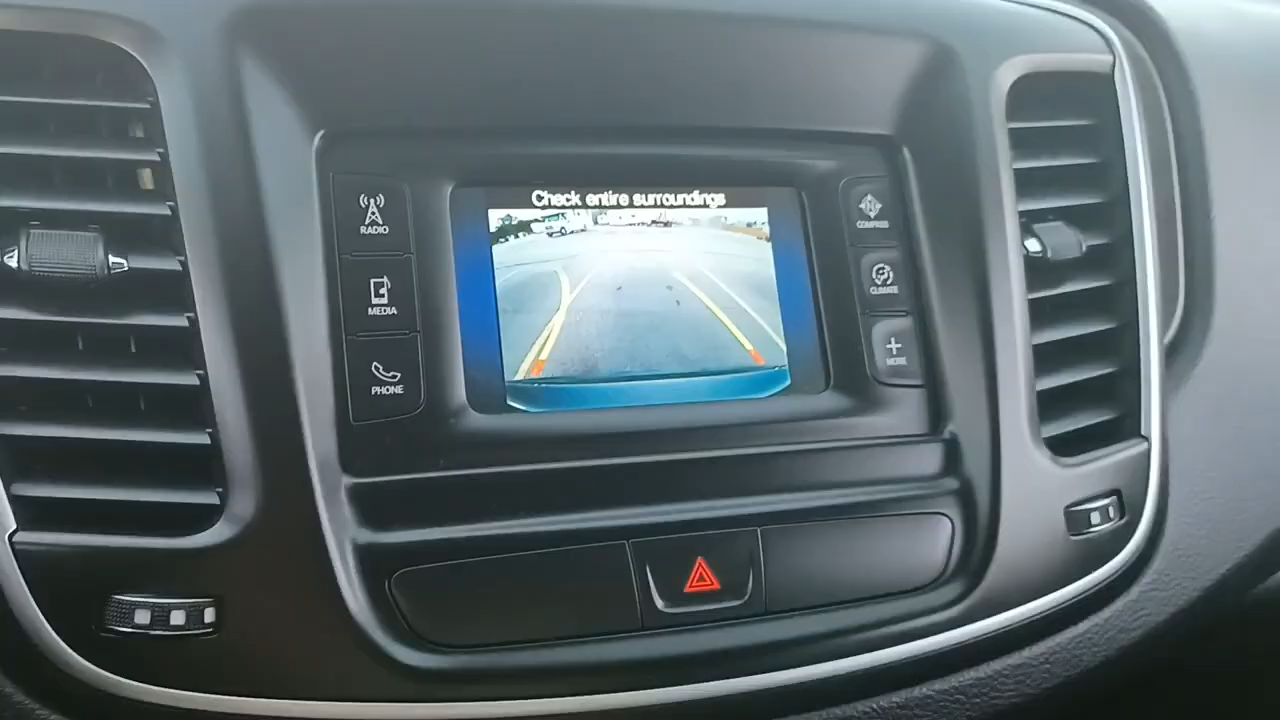 Check entire surroundings
RADIO
MEDIA
PHONE
COMPASS
CLIMATE
+
MORE